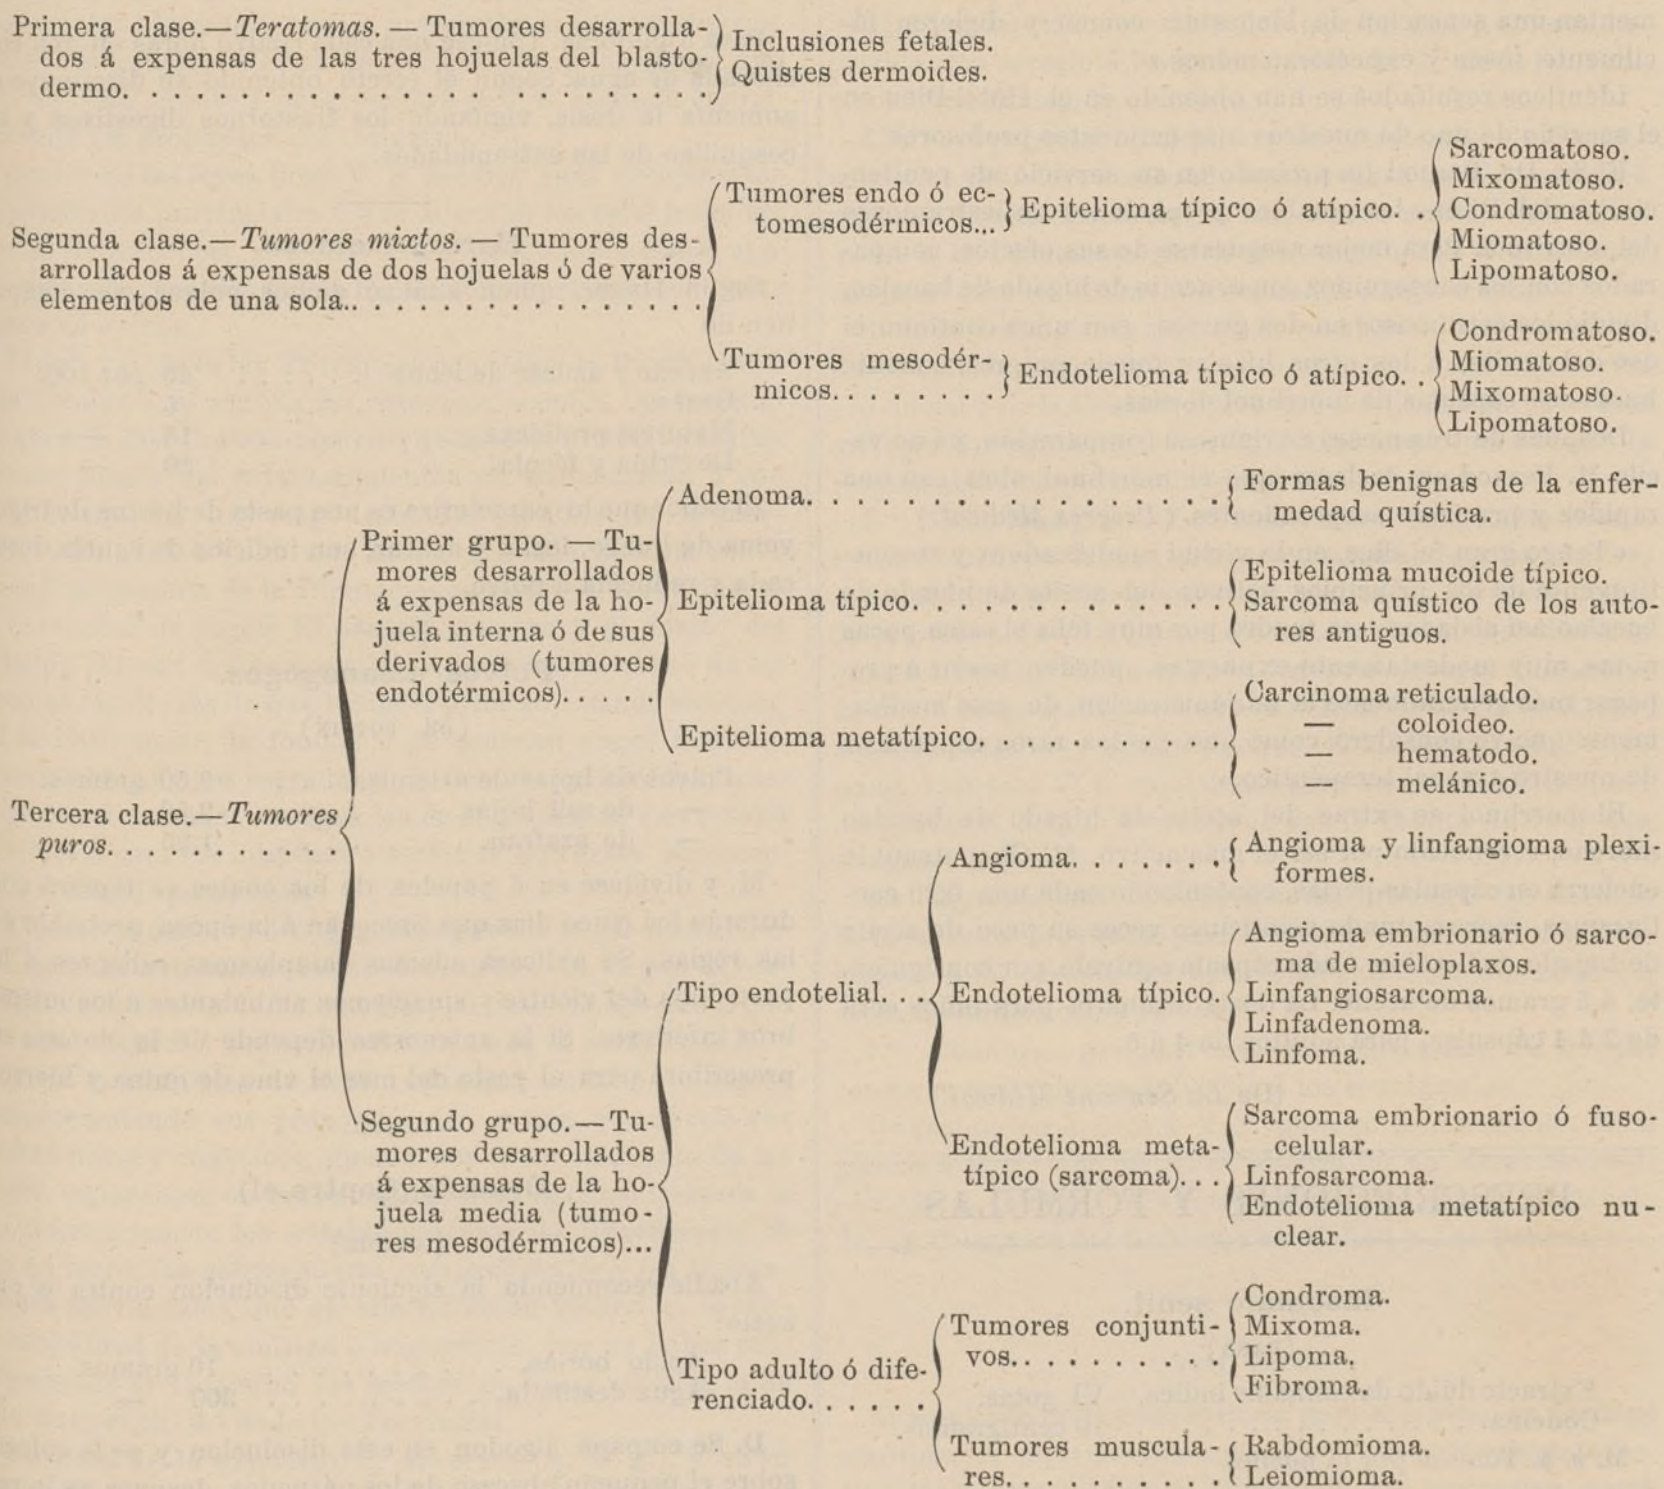 Primera clase.—Teratomas. — Tumores desarrolla-
dos á expensas de las tres hojuelas del blasto-
dermo. . . . . . . . . . . . . . . . . . . . . . . . .
Inclusiones fetales.
Quistes dermoides.
Segunda clase.—Tumores mixtos. — Tumores des-
arrollados á expensas de dos hojuelas ó de varios
elementos de una sola.. . . . . . . . . . . . . . . .
Tumores endo ó ec-
tomesodérmicos...
Epitelioma típico ó atípico. .
Sarcomatoso.
Mixomatoso.
Condromatoso.
Miomatoso.
Lipomatoso.
Tumores mesodér-
micos. . . . . . . .
Endotelioma típico ó atípico. .
Condromatoso.
Miomatoso.
Mixomatoso.
Lipomatoso.
Tercera clase.—Tumores
puros. . . . . . . . . . .
Primer grupo. — Tu-
mores desarrollados
á expensas de la ho-
juela interna ó de sus
derivados (tumores
endotérmicos). . . . .
Adenoma. . . . . . . . . . . . . . . . . .
Formas benignas de la enfer-
medad quística.
Epitelioma típico. . . . . . . . . . . . .
Epitelioma mucoide típico.
Sarcoma quístico de los auto-
res antiguos.
Epitelioma metatípico. . . . . . . . . . .
Carcinoma reticulado.
— coloideo.
— hematodo.
— melánico.
Segundo grupo. — Tu-
mores desarrollados
á expensas de la ho-
juela media (tumo-
res mesodérmicos)...
Tipo endotelial. . .
Angioma. . . . . . .
Angioma y linfangioma plexi-
formes.
Endotelioma típico.
Angioma embrionario ó sarco-
ma de mieloplaxos.
Linfangiosarcoma.
Linfadenoma.
Linfoma.
Endotelioma meta-
típico (sarcoma). . .
Sarcoma embrionario ó fuso-
celular.
Linfosarcoma.
Endotelioma metatípico nu-
clear.
Tipo adulto ó dife-
renciado. . . . . .
Tumores conjunti-
vos.. . . . . . . . . .
Condroma.
Mixoma.
Lipoma.
Fibroma.
Tumores muscula-
res. . . . . . . . . .
Rabdomioma.
Leiomioma.